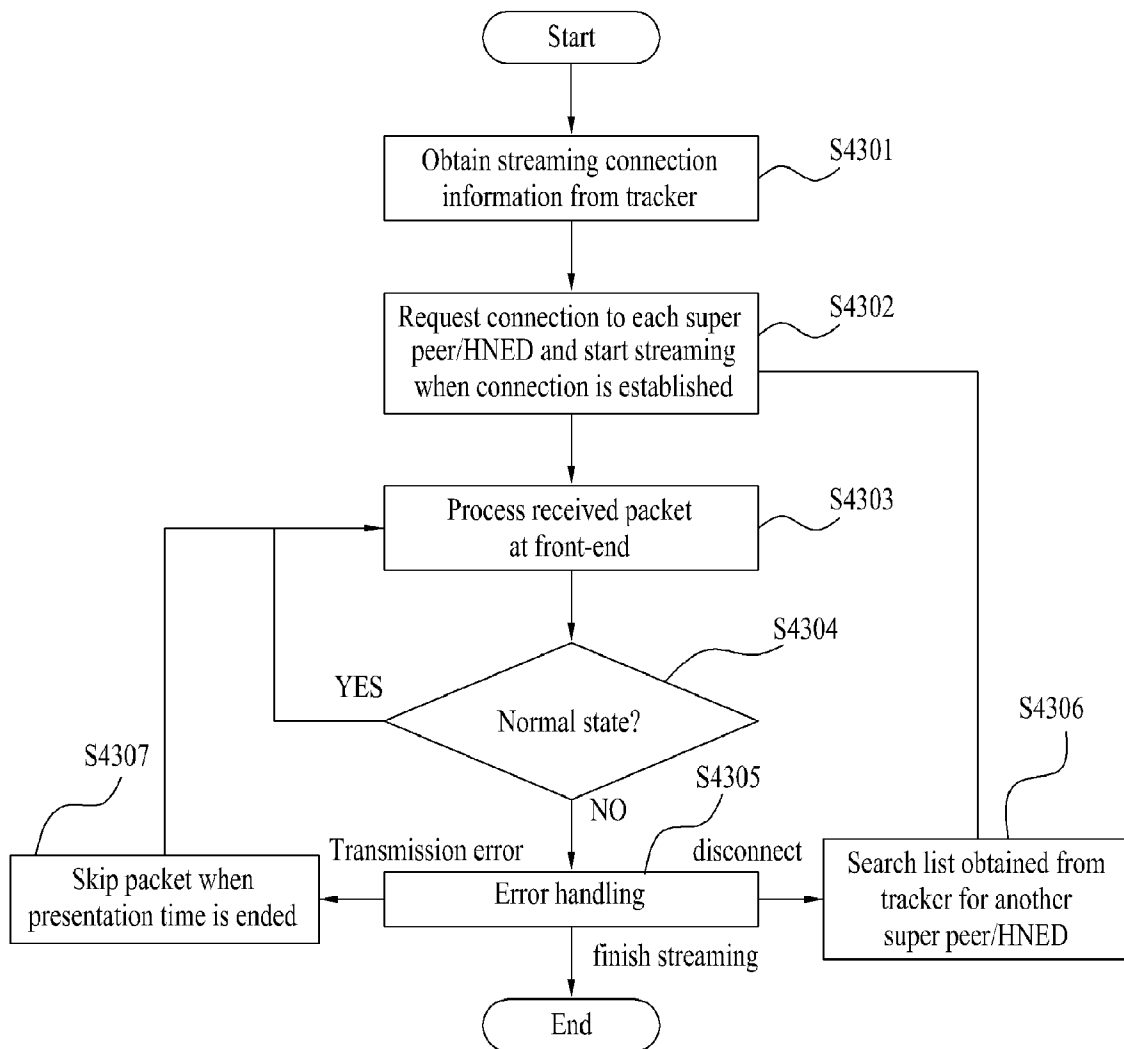 Start
Obtain streaming connection
information from tracker
S4301
Request connection to each super
peer/HNED and start streaming
when connection is established
S4302
Process received packet
at front-end
S4303
S4304
YES
Normal state?
S4306
S4307
S4305
NO
Transmission error
disconnect
Skip packet when
presentation time is ended
Error handling
Search list obtained from
tracker for another
super peer/HNED
finish streaming
End